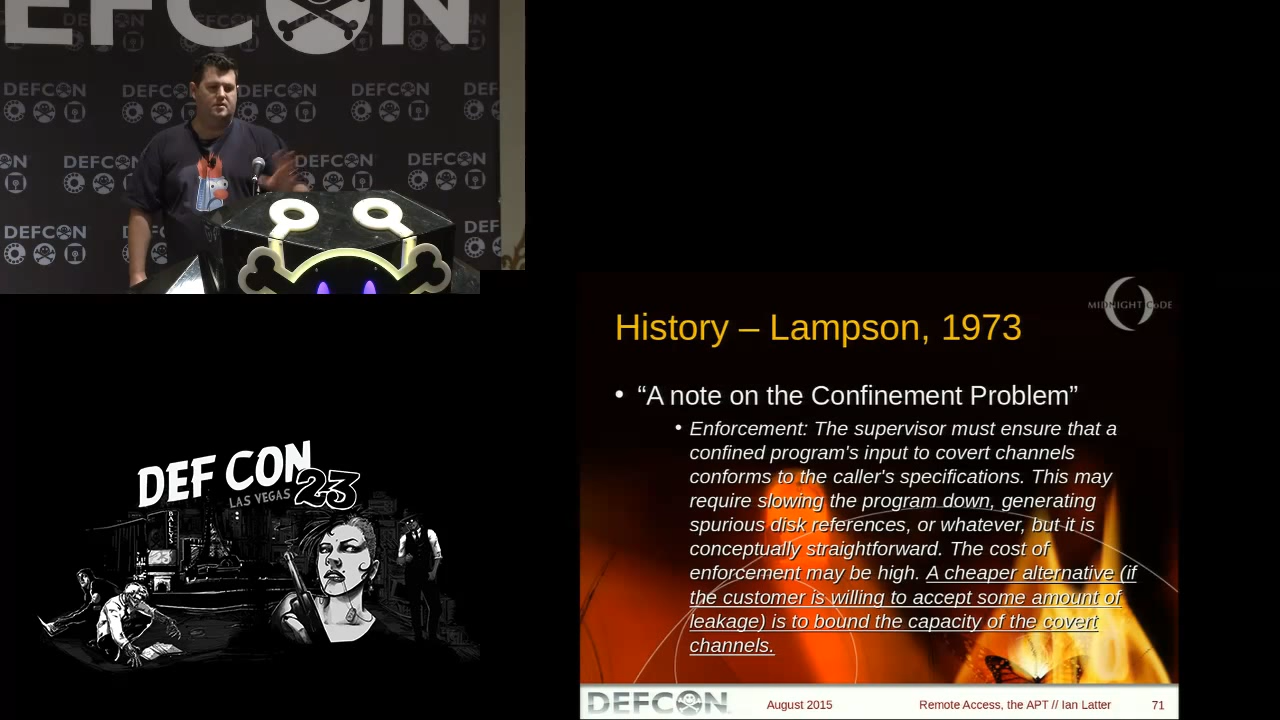 EFCON
DEFCON DEFCON DEFCON DEFCON DEFCON
DEFCON DEFCON DEFCON
DEFCON
DEF CON 23
LAS VEGAS
BALLY'S
MIDNIGHT CODE
History – Lampson, 1973
• “A note on the Confinement Problem”
• Enforcement: The supervisor must ensure that a
confined program's input to covert channels
conforms to the caller's specifications. This may
require slowing the program down, generating
spurious disk references, or whatever, but it is
conceptually straightforward. The cost of
enforcement may be high. A cheaper alternative (if
the customer is willing to accept some amount of
leakage) is to bound the capacity of the covert
channels.
DEFCON August 2015 Remote Access, the APT // Ian Latter 71